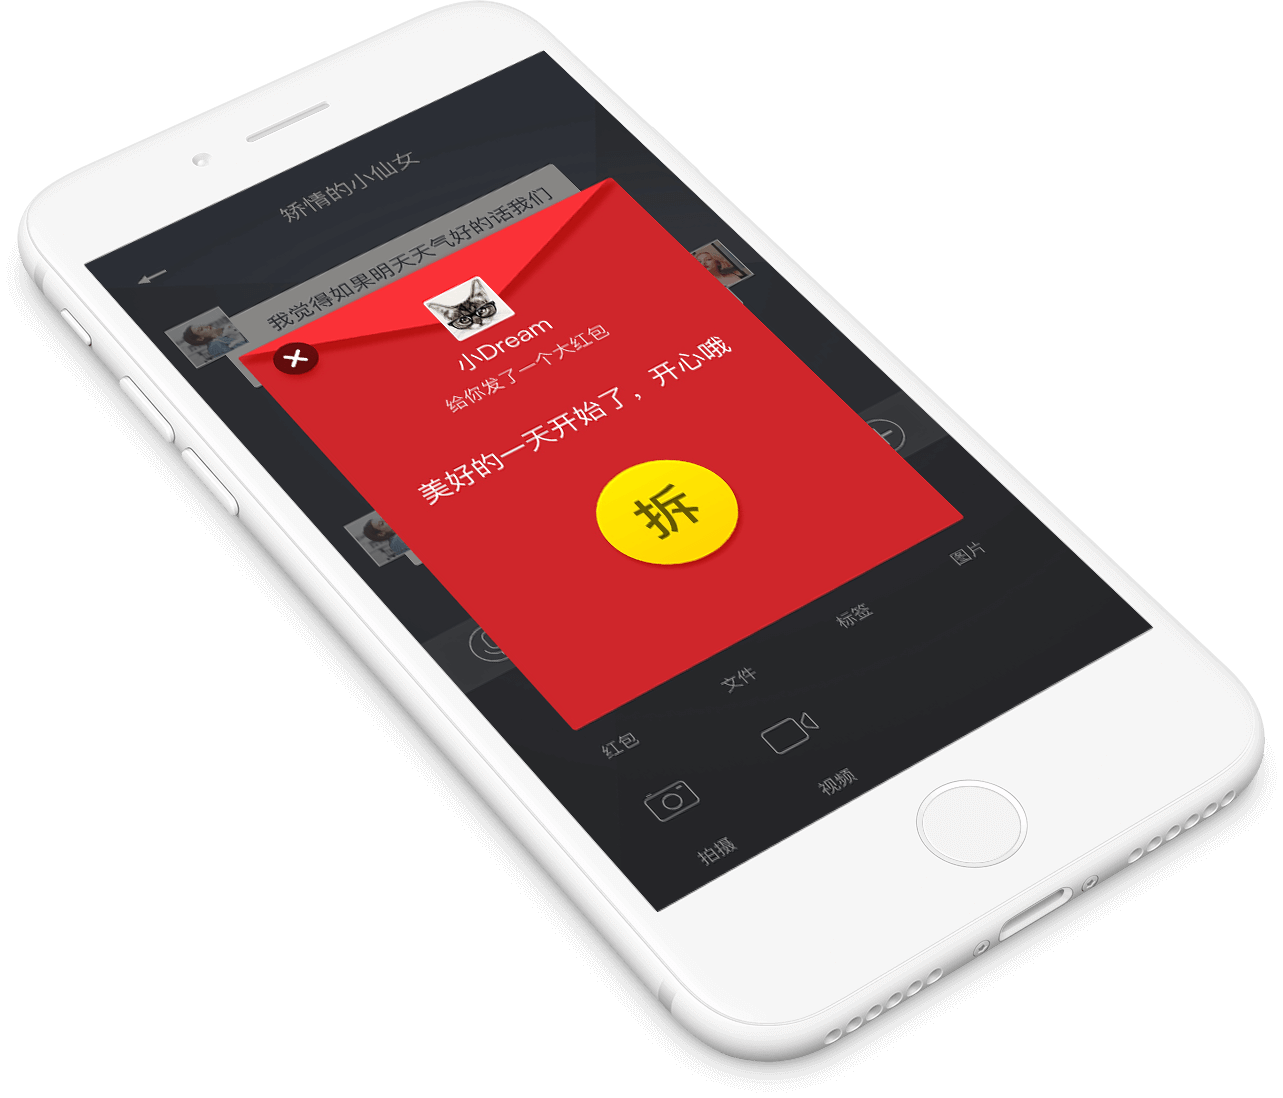 矫情的小仙女
我觉得如果明天天气好的话我们
小Dream
给你发了一个大红包
美好的一天开始了，开心哦
拆
红包
文件
标签
图片
拍摄
视频